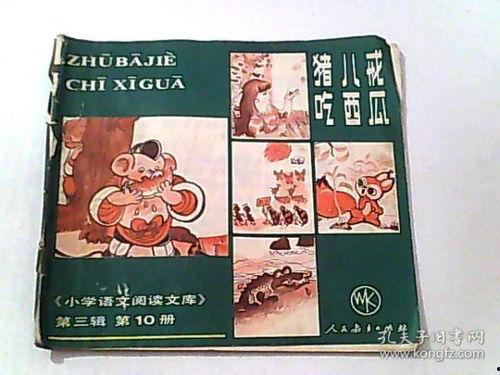 ZHŪBĀJIÈ
CHĪ XĪGUĀ
猪八戒
吃西瓜
《小学语文阅读文库》
第三辑 第10册
WK
人民教育出版社
孔夫子旧书网
www.kongfz.com